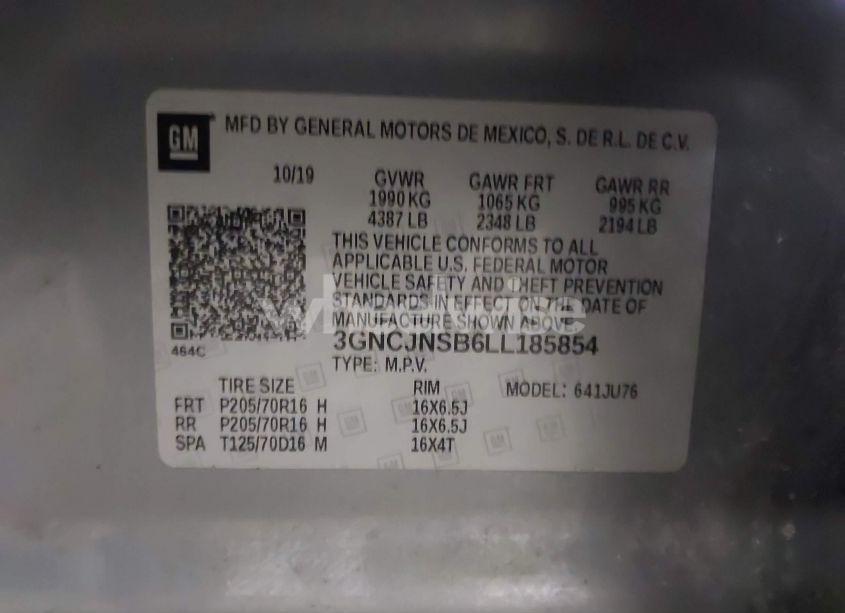 GM
MFD BY GENERAL MOTORS DE MEXICO, S. DE R.L. DE C.V.
10/19 GVWR GAWR FRT GAWR RR
1990 KG 1065 KG 995 KG
4387 LB 2348 LB 2194 LB
THIS VEHICLE CONFORMS TO ALL
APPLICABLE U.S. FEDERAL MOTOR
VEHICLE SAFETY AND THEFT PREVENTION
STANDARDS IN EFFECT ON THE DATE OF
MANUFACTURE SHOWN ABOVE
464C
3GNCJNSB6LL185854
TYPE: M.P.V.
TIRE SIZE RIM MODEL: 641JU76
FRT P205/70R16 H 16X6.5J
RR P205/70R16 H 16X6.5J
SPA T125/70D16 M 16X4T